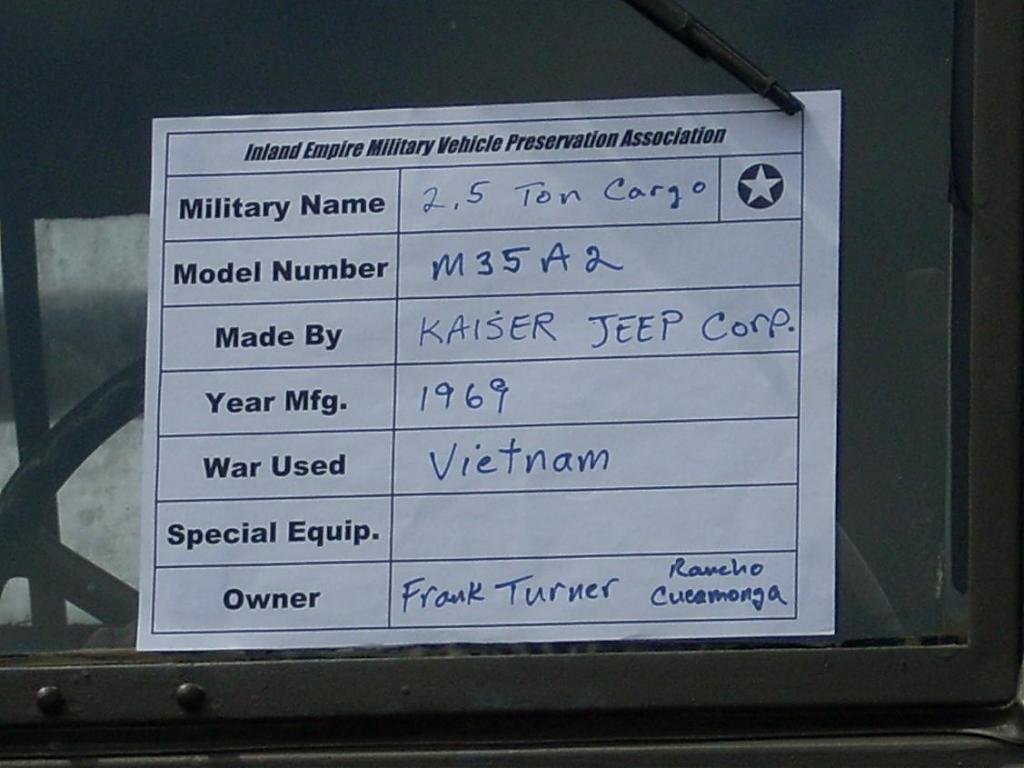 Inland Empire Military Vehicle Preservation Association
Military Name 2.5 Ton Cargo
Model Number M35A2
Made By KAISER JEEP Corp.
Year Mfg. 1969
War Used Vietnam
Special Equip.
Owner Frank Turner Rancho
Cucamonga